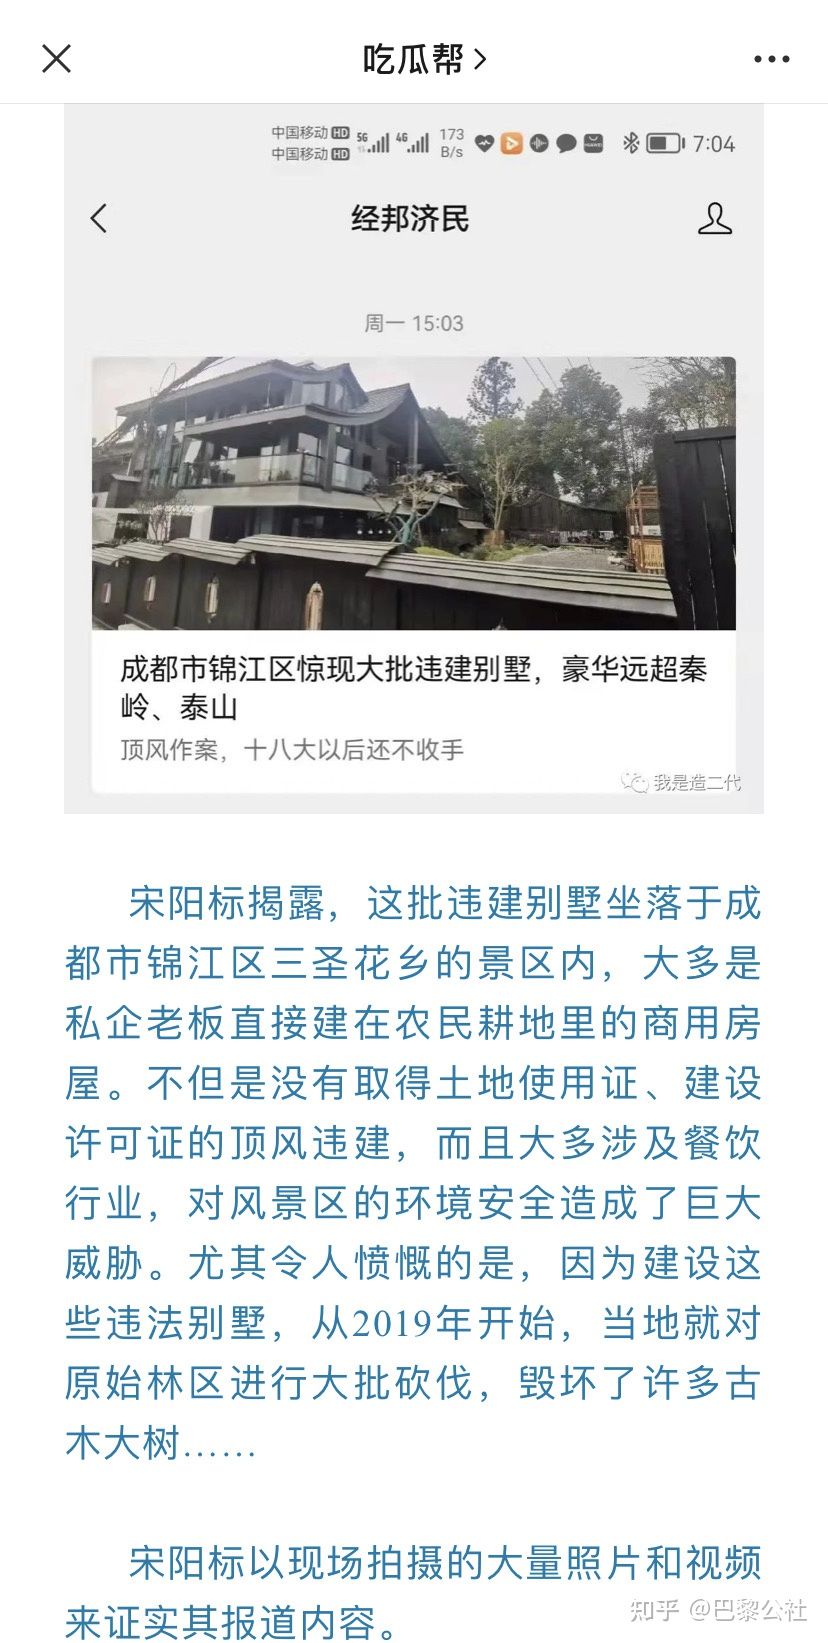 吃瓜帮
中国移动 HD 5G 4G 173 7:04
中国移动 HD B/s
经邦济民
周一 15:03
成都市锦江区惊现大批违建别墅，豪华远超秦
岭、泰山
顶风作案，十八大以后还不收手
我是造二代
宋阳标揭露，这批违建别墅坐落于成
都市锦江区三圣花乡的景区内，大多是
私企老板直接建在农民耕地里的商用房
屋。不但是没有取得土地使用证、建设
许可证的顶风违建，而且大多涉及餐饮
行业，对风景区的环境安全造成了巨大
威胁。尤其令人愤慨的是，因为建设这
些违法别墅，从2019年开始，当地就对
原始林区进行大批砍伐，毁坏了许多古
木大树……
宋阳标以现场拍摄的大量照片和视频
来证实其报道内容。
知乎 @巴黎公社